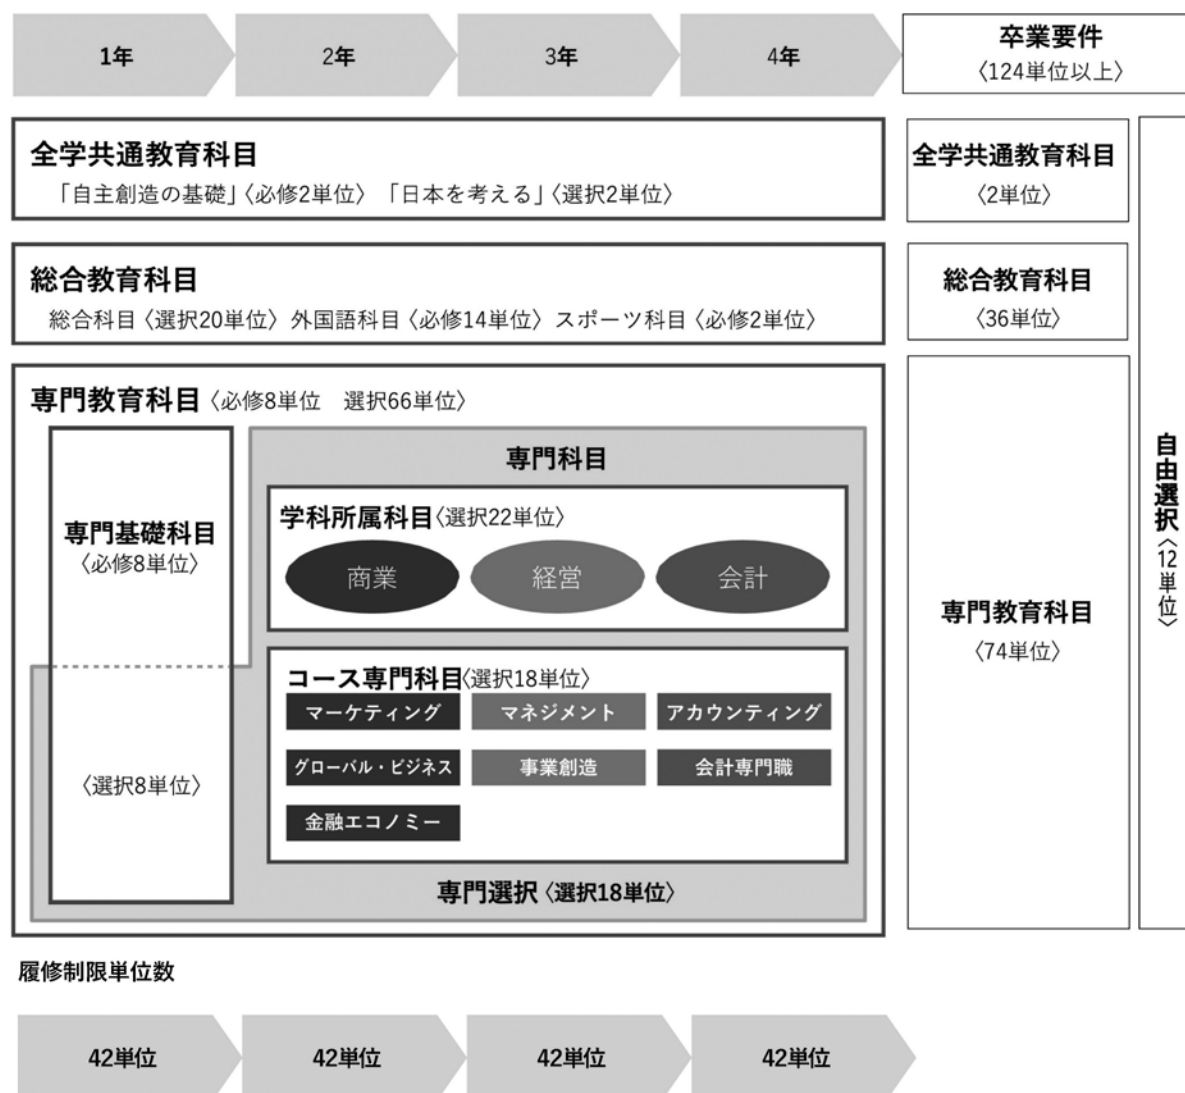 1年
2年
3年
4年
卒業要件
〈124単位以上〉
全学共通教育科目
「自主創造の基礎」〈必修2単位〉「日本を考える」〈選択2単位〉
全学共通教育科目
〈2単位〉
総合教育科目
総合科目〈選択20単位〉外国語科目〈必修14単位〉スポーツ科目〈必修2単位〉
総合教育科目
〈36単位〉
専門教育科目〈必修8単位　選択66単位〉
専門基礎科目
〈必修8単位〉
〈選択8単位〉
専門科目
学科所属科目〈選択22単位〉
商業
経営
会計
コース専門科目〈選択18単位〉
マーケティング
マネジメント
アカウンティング
グローバル・ビジネス
事業創造
会計専門職
金融エコノミー
専門選択〈選択18単位〉
専門教育科目
〈74単位〉
自由選択〈12単位〉
履修制限単位数
42単位
42単位
42単位
42単位